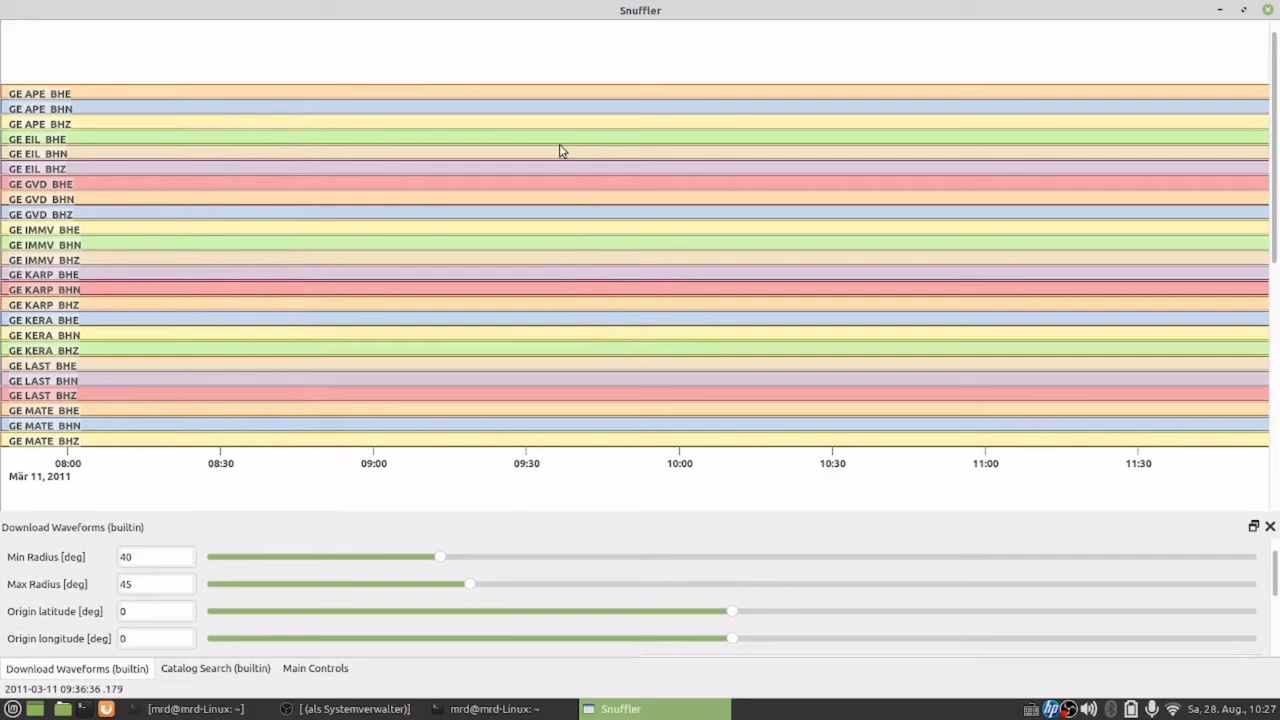 Snuffler
GE APE BHE
GE APE BHN
GE APE BHZ
GE EIL BHE
GE EIL BHN
GE EIL BHZ
GE GVD BHE
GE GVD BHN
GE GVD BHZ
GE IMMV BHE
GE IMMV BHN
GE IMMV BHZ
GE KARP BHE
GE KARP BHN
GE KARP BHZ
GE KERA BHE
GE KERA BHN
GE KERA BHZ
GE LAST BHE
GE LAST BHN
GE LAST BHZ
GE MATE BHE
GE MATE BHN
GE MATE BHZ
08:00 08:30 09:00 09:30 10:00 10:30 11:00 11:30
Mär 11, 2011
Download Waveforms (builtin)
Min Radius [deg] 40
Max Radius [deg] 45
Origin latitude [deg] 0
Origin longitude [deg] 0
Download Waveforms (builtin) Catalog Search (builtin) Main Controls
2011-03-11 09:36:36 .179
[mrd@mrd-Linux: ~] [ (als Systemverwalter)] mrd@mrd-Linux: ~ Snuffler Sa, 28. Aug., 10:27